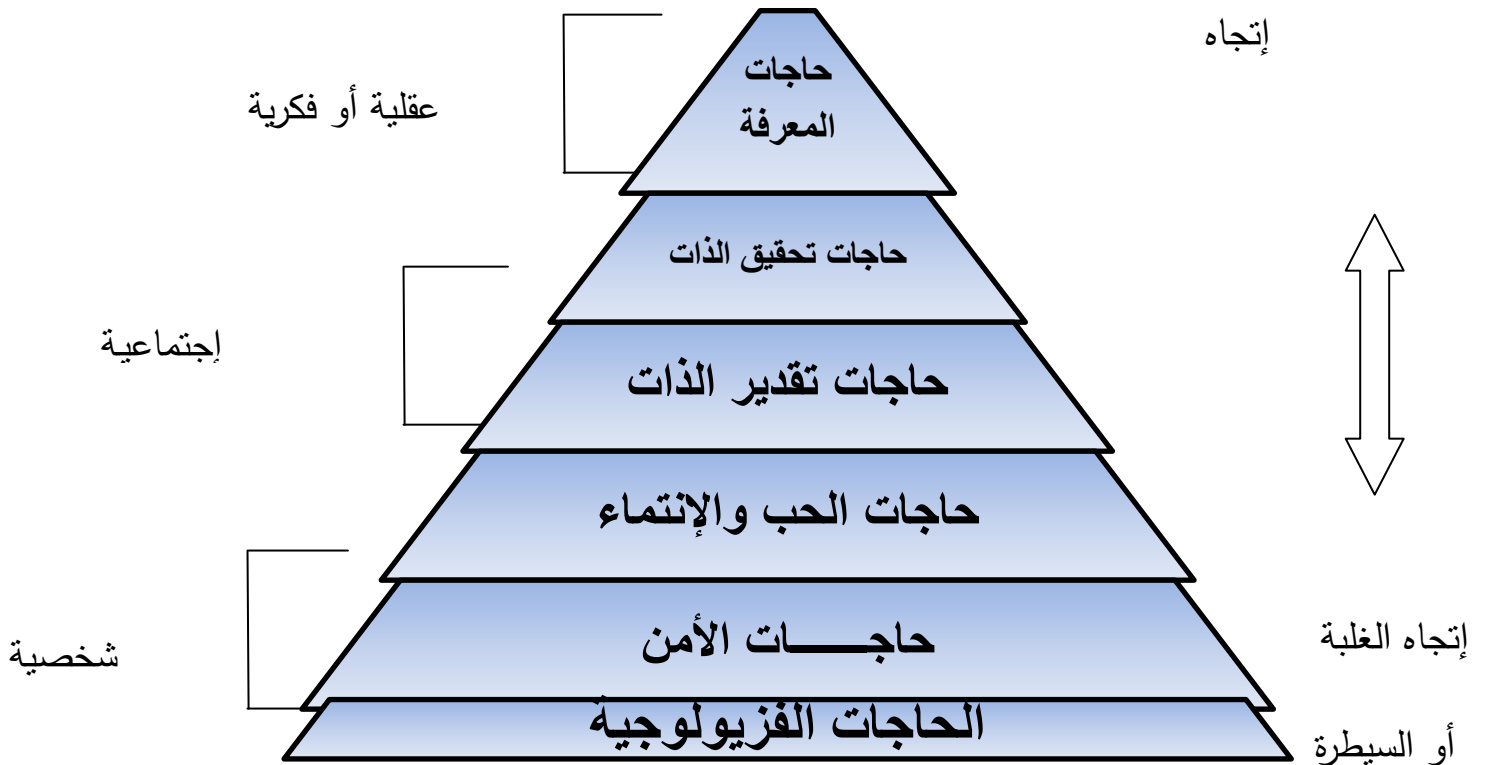 إتجاه
حاجات
المعرفة
عقلية أو فكرية
حاجات تحقيق الذات
إجتماعية
حاجات تقدير الذات
حاجات الحب والإنتماء
إتجاه الغلبة
حاجـــــات الأمن
شخصية
الحاجات الفزيولوجية
أو السيطرة